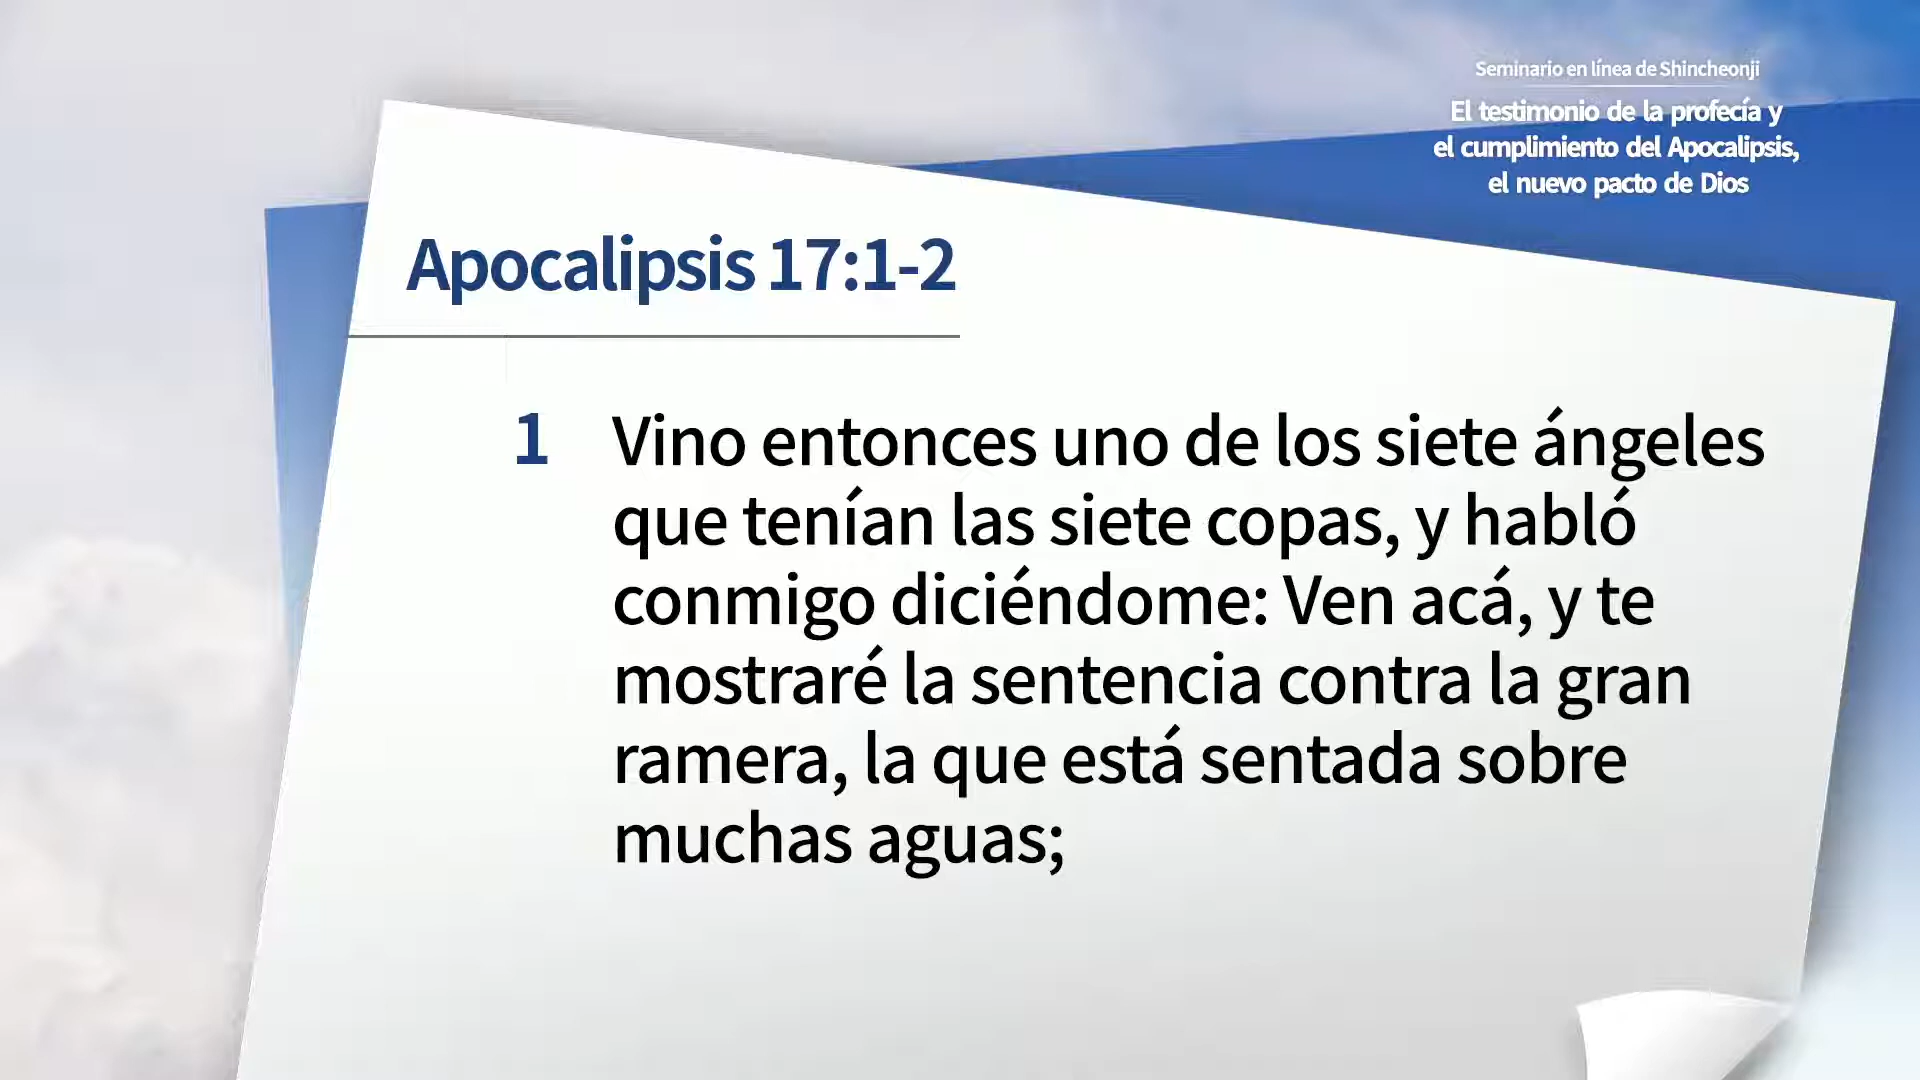 Seminario en línea de Shincheonji
El testimonio de la profecía y
el cumplimiento del Apocalipsis,
el nuevo pacto de Dios
Apocalipsis 17:1-2
1 Vino entonces uno de los siete ángeles
que tenían las siete copas, y habló
conmigo diciéndome: Ven acá, y te
mostraré la sentencia contra la gran
ramera, la que está sentada sobre
muchas aguas;